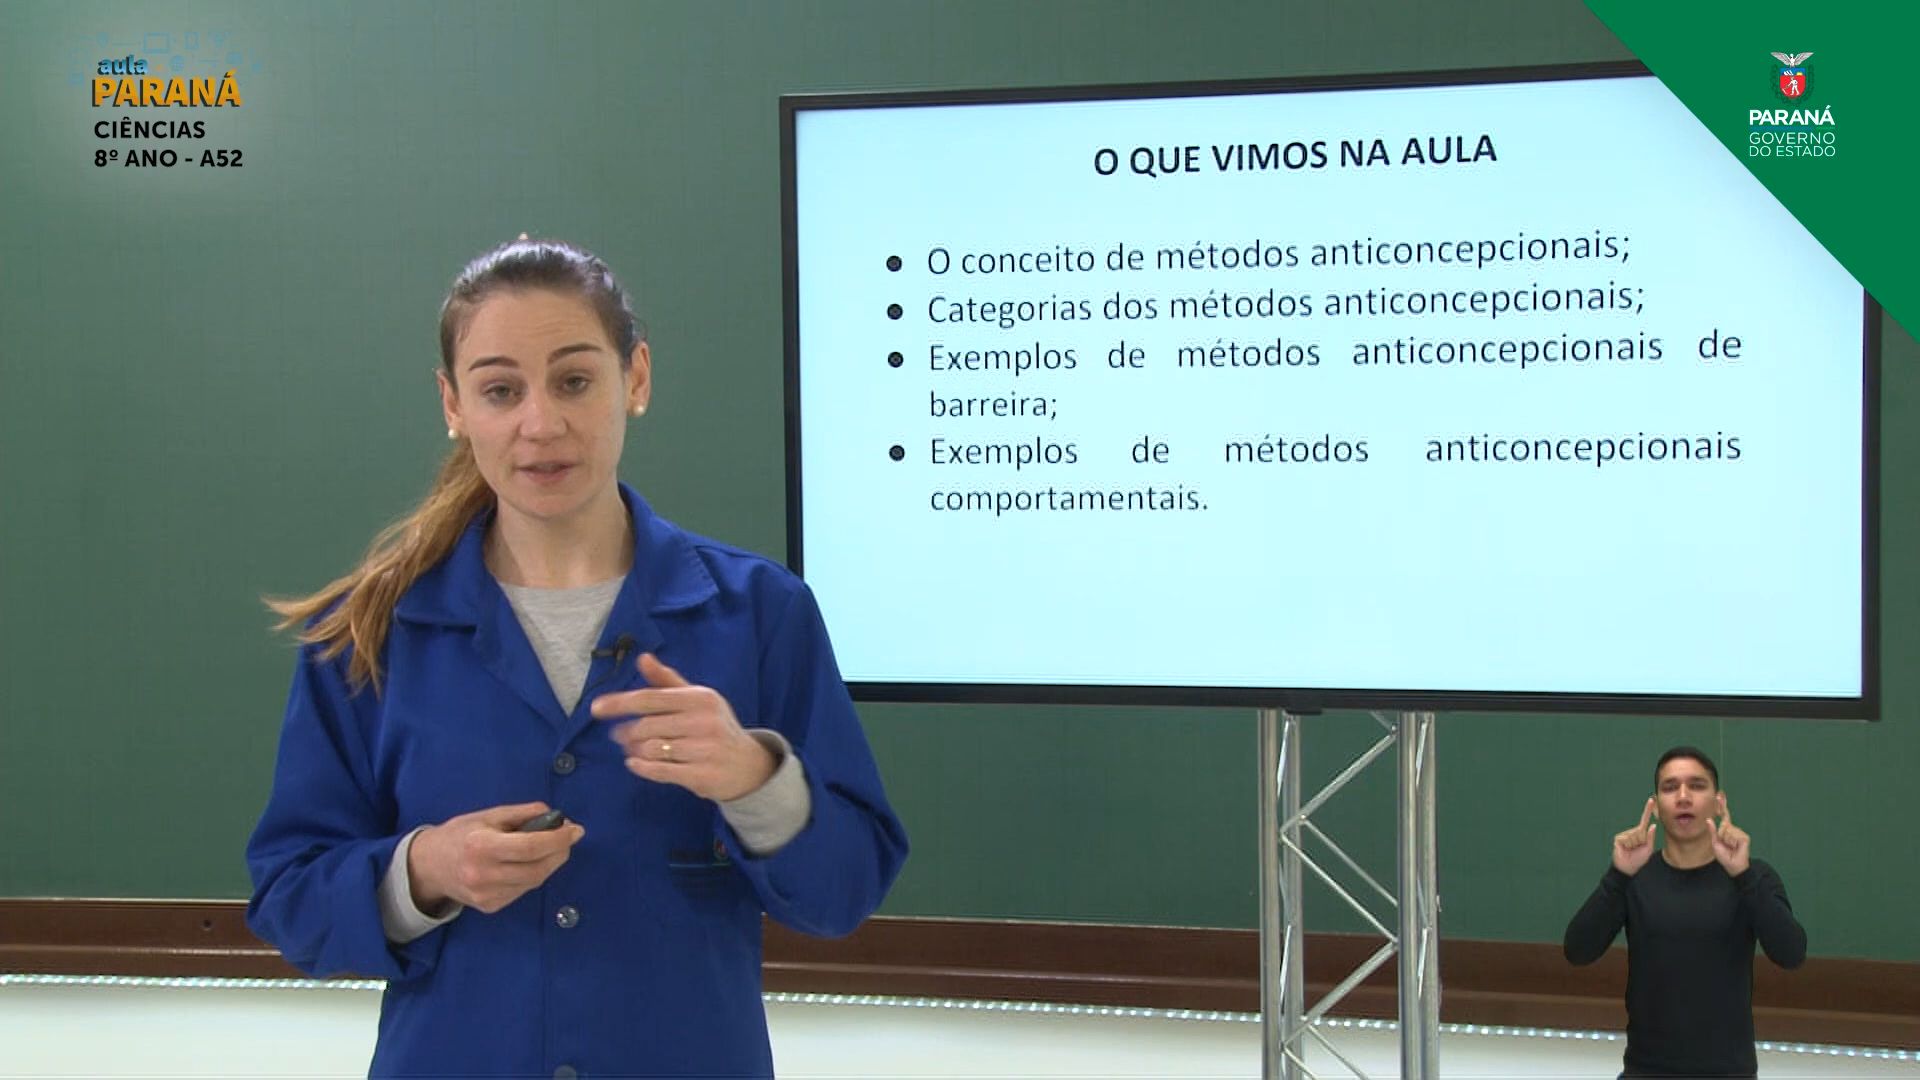 aula
PARANÁ
CIÊNCIAS
8º ANO - A52
PARANÁ
GOVERNO
DO ESTADO
O QUE VIMOS NA AULA
● O conceito de métodos anticoncepcionais;
● Categorias dos métodos anticoncepcionais;
● Exemplos de métodos anticoncepcionais de
barreira;
● Exemplos de métodos anticoncepcionais
comportamentais.